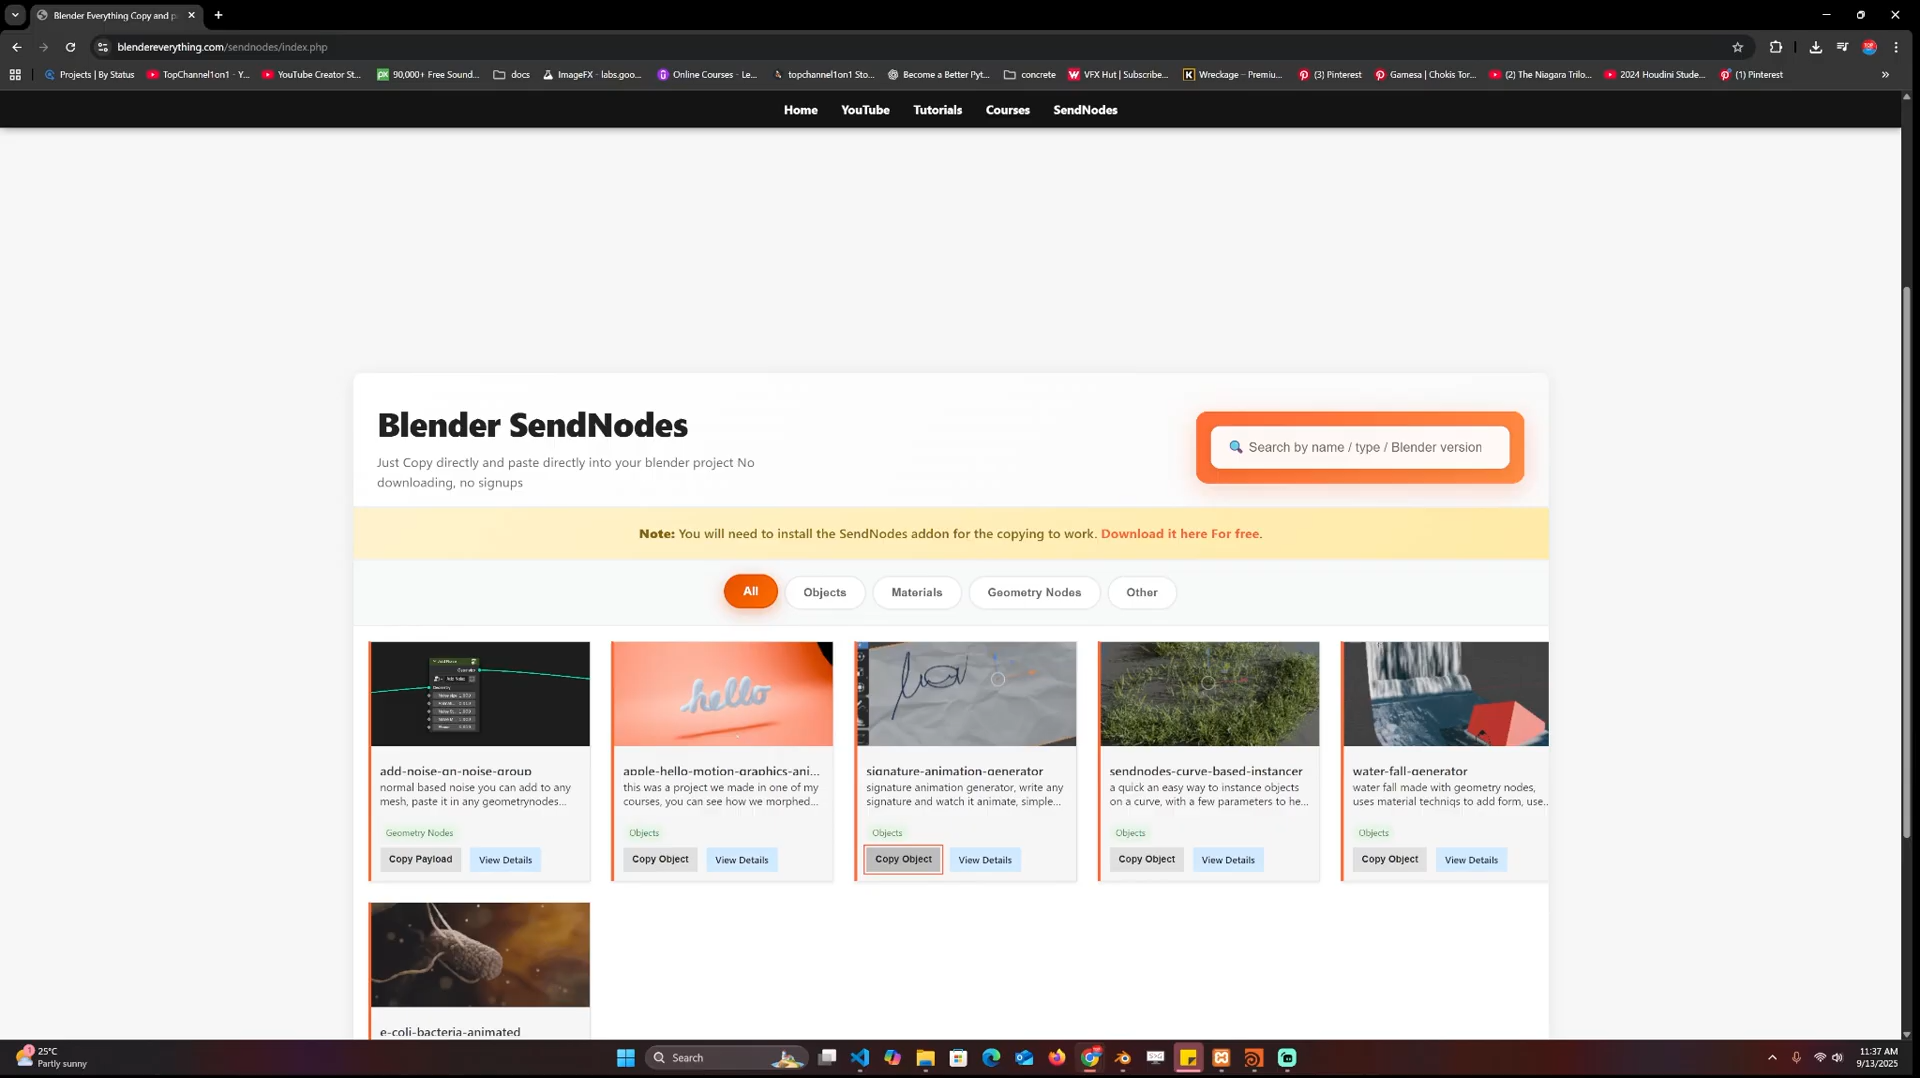 Blender Everything Copy and p
blendereverything.com/sendnodes/index.php
Projects | By Status
TopChannel1on1 - Y...
YouTube Creator St...
90,000+ Free Sound...
docs
ImageFX - labs.goo...
Online Courses - Le...
topchannel1on1 Sto...
Become a Better Pyt...
concrete
VFX Hut | Subscribe...
Wreckage – Premiu...
(3) Pinterest
Gamesa | Chokis Tor...
(2) The Niagara Trilo...
2024 Houdini Stude...
(1) Pinterest
Home
YouTube
Tutorials
Courses
SendNodes
Blender SendNodes
Just Copy directly and paste directly into your blender project No
downloading, no signups
Search by name / type / Blender version
Note: You will need to install the SendNodes addon for the copying to work. Download it here For free.
All
Objects
Materials
Geometry Nodes
Other
hello
add-noise-gn-noise-group
normal based noise you can add to any
mesh, paste it in any geometrynodes...
Geometry Nodes
Copy Payload
View Details
apple-hello-motion-graphics-ani...
this was a project we made in one of my
courses, you can see how we morphed...
Objects
Copy Object
View Details
signature-animation-generator
signature animation generator, write any
signature and watch it animate, simple...
Objects
Copy Object
View Details
sendnodes-curve-based-instancer
a quick an easy way to instance objects
on a curve, with a few parameters to he...
Objects
Copy Object
View Details
water-fall-generator
water fall made with geometry nodes,
uses material techniqs to add form, use...
Objects
Copy Object
View Details
e-coli-bacteria-animated
25°C
Partly sunny
Search
11:37 AM
9/13/2025